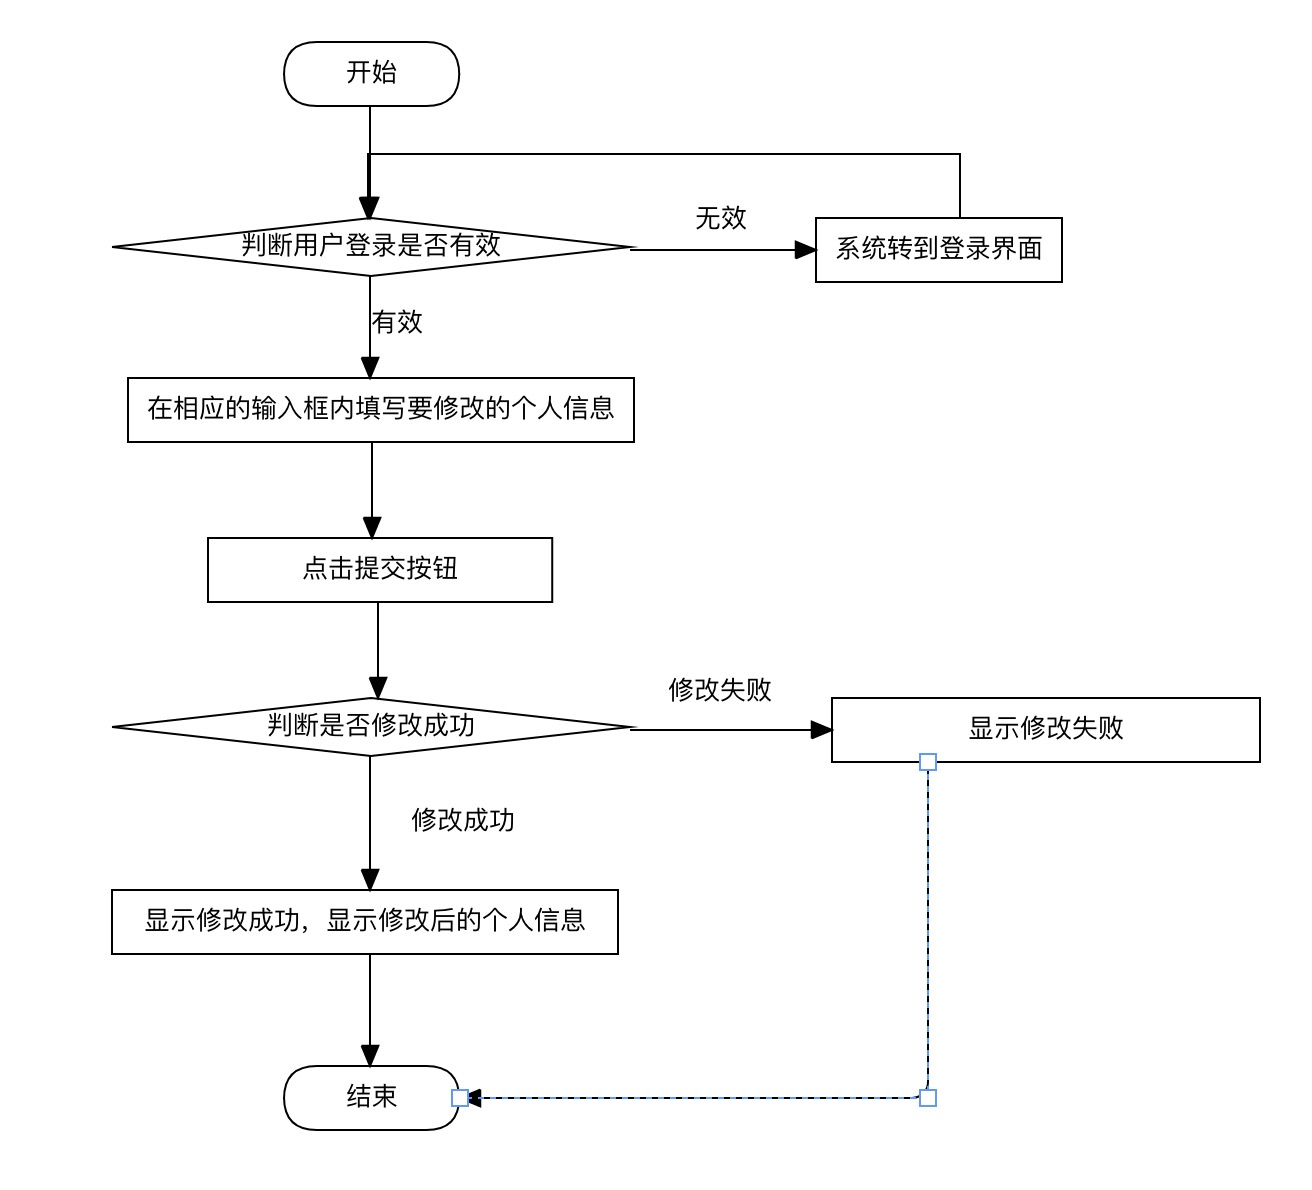 开始
无效
判断用户登录是否有效
系统转到登录界面
有效
在相应的输入框内填写要修改的个人信息
点击提交按钮
修改失败
判断是否修改成功
显示修改失败
修改成功
显示修改成功，显示修改后的个人信息
结束